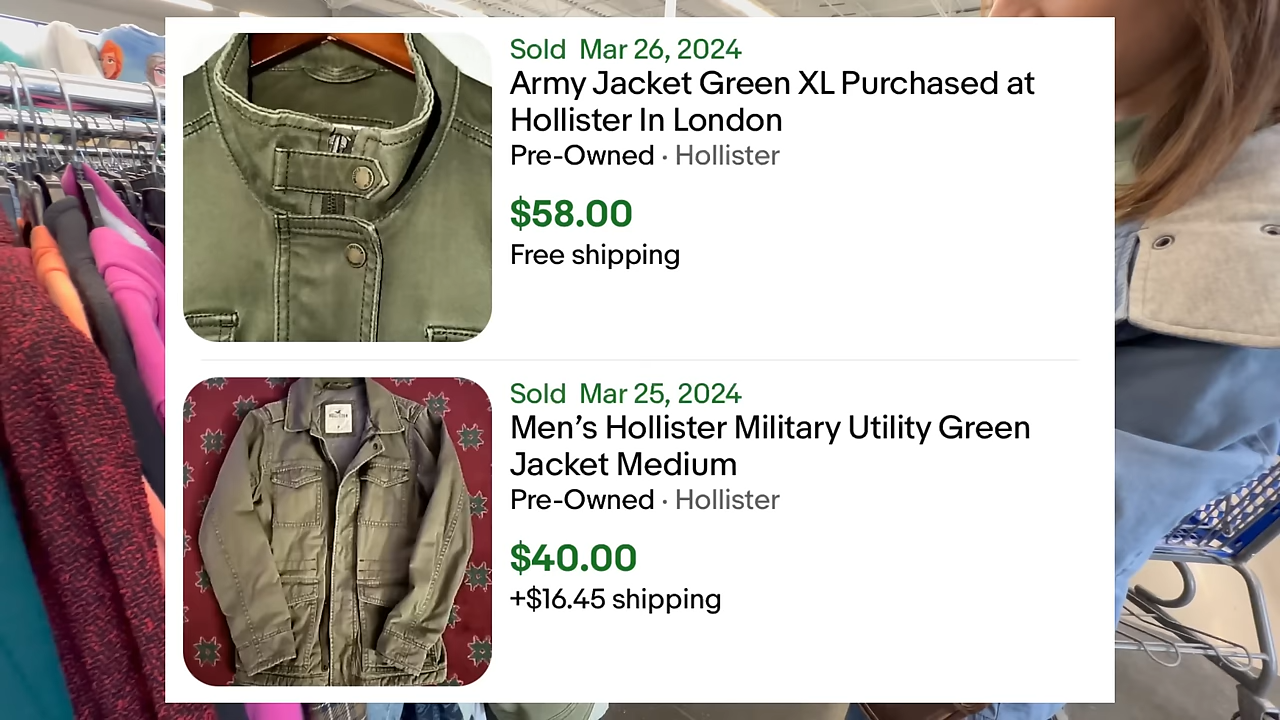 Sold Mar 26, 2024
Army Jacket Green XL Purchased at
Hollister In London
Pre-Owned · Hollister
$58.00
Free shipping
Sold Mar 25, 2024
Men's Hollister Military Utility Green
Jacket Medium
Pre-Owned · Hollister
$40.00
+$16.45 shipping
HOLLISTER